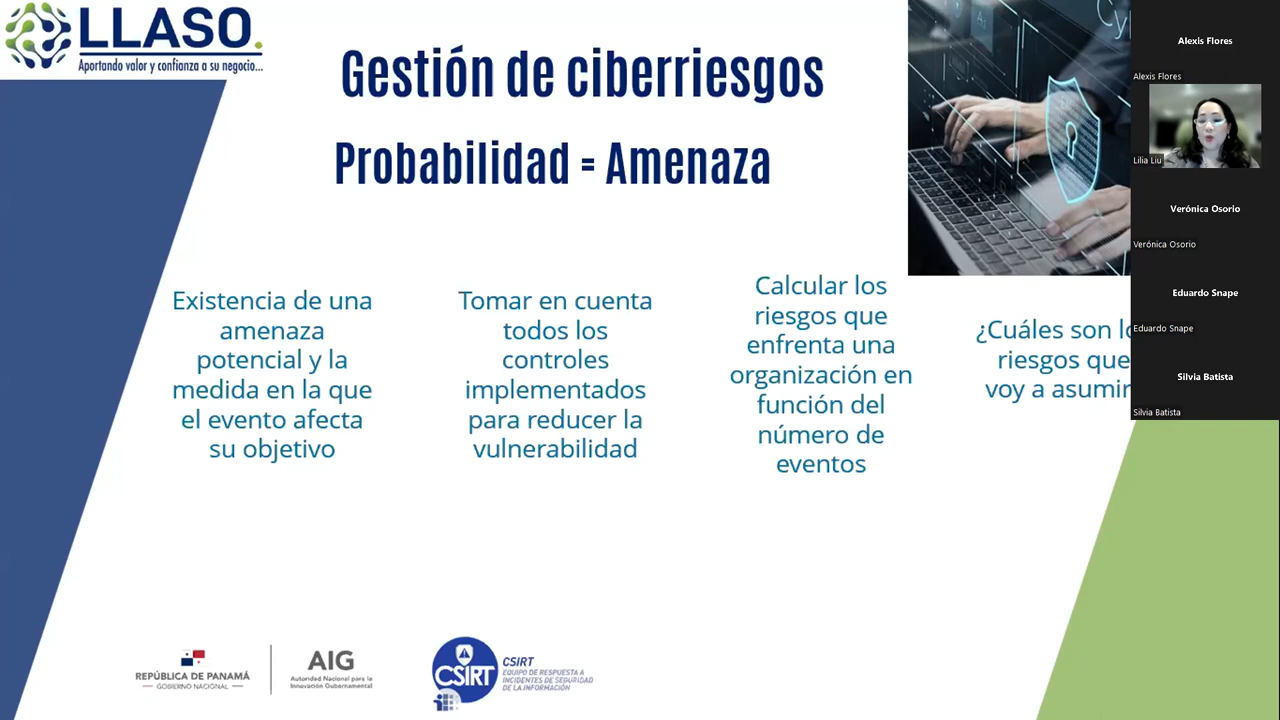 LLASO.
Aportando valor y confianza a su negocio...
Gestión de ciberriesgos
Probabilidad = Amenaza
Existencia de una
amenaza
potencial y la
medida en la que
el evento afecta
su objetivo
Tomar en cuenta
todos los
controles
implementados
para reducer la
vulnerabilidad
Calcular los
riesgos que
enfrenta una
organización en
función del
número de
eventos
¿Cuáles son
riesgos que
voy a asumir
Alexis Flores
Alexis Flores
Lilia Liu
Verónica Osorio
Verónica Osorio
Eduardo Snape
Eduardo Snape
Silvia Batista
Silvia Batista
REPÚBLICA DE PANAMÁ
GOBIERNO NACIONAL
AIG
Autoridad Nacional para la
Innovación Gubernamental
CSIRT
CSIRT
EQUIPO DE RESPUESTA A
INCIDENTES DE SEGURIDAD
DE LA INFORMACIÓN